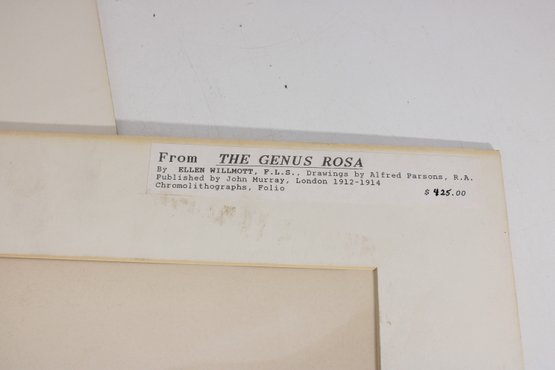 From THE GENUS ROSA
By ELLEN WILLMOTT, F.L.S., Drawings by Alfred Parsons, R.A.
Published by John Murray, London 1912-1914
Chromolithographs, Folio
$ 425.00